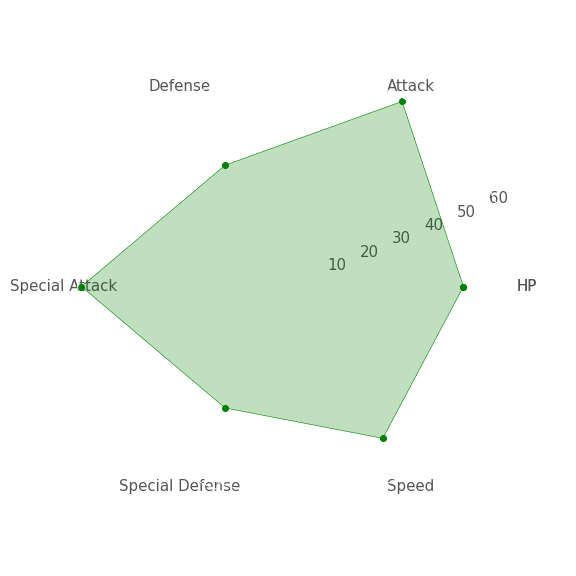 Defense
Attack
60
50
40
30
20
10
Special Attack
HP
Special Defense
Speed